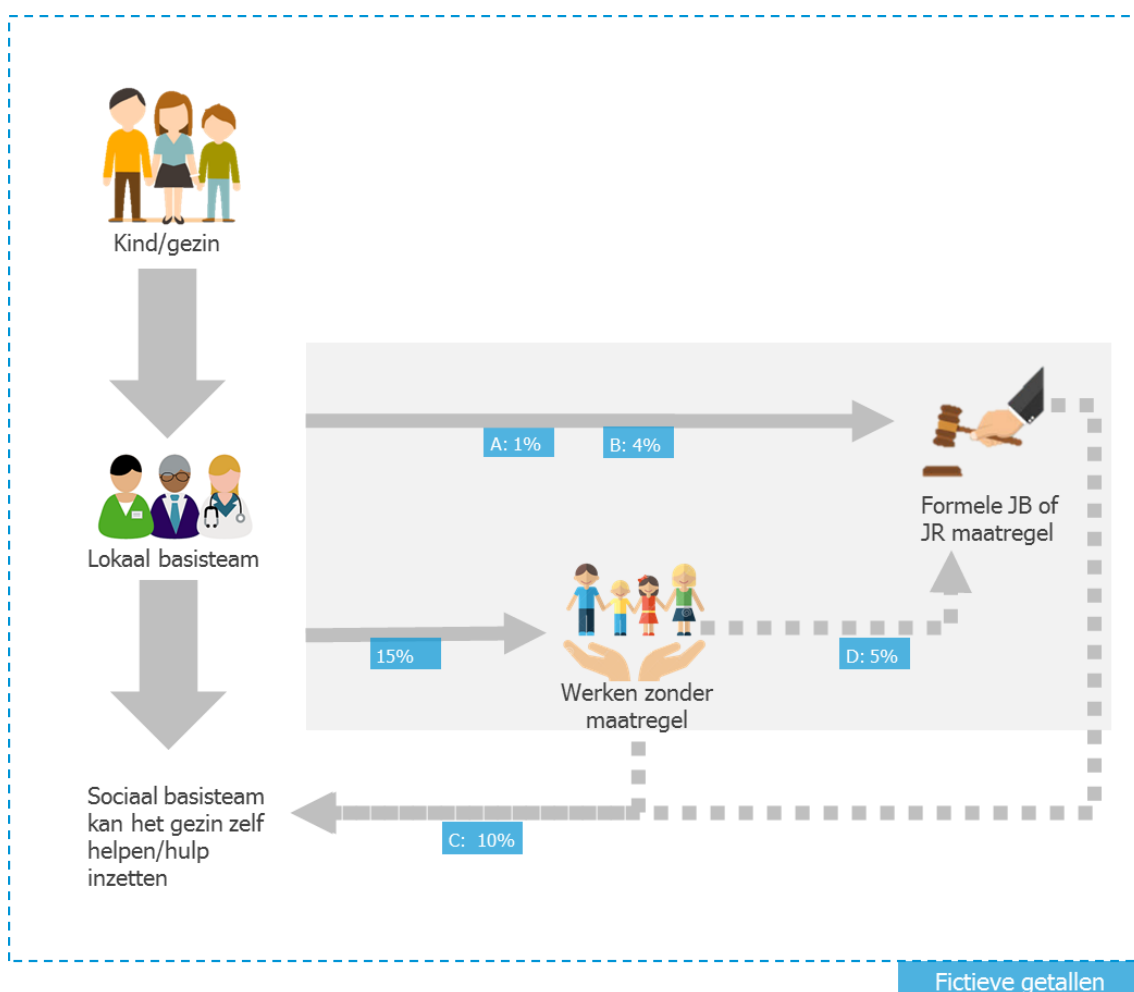 Kind/gezin
A: 1%
B: 4%
Formele JB of
JR maatregel
Lokaal basisteam
15%
D: 5%
Werken zonder
maatregel
Sociaal basisteam
kan het gezin zelf
helpen/hulp
inzetten
C: 10%
Fictieve getallen